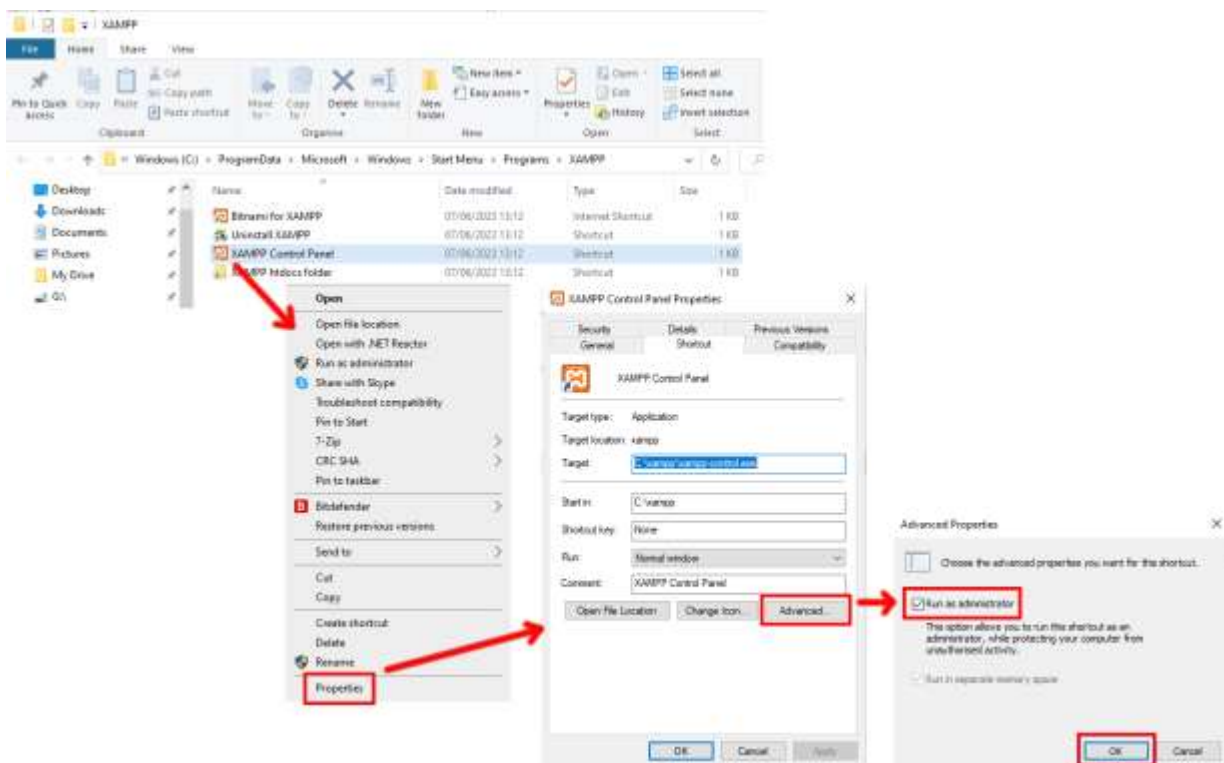 XAMPP
File Home Share View
Pin to Quick access
Copy
Paste
Cut
Copy path
Paste shortcut
Move to
Copy to
Delete
Rename
New folder
New item
Easy access
Properties
Open
Edit
History
Select all
Select none
Invert selection
Clipboard Organise New Open Select
Windows (C:) ProgramData Microsoft Windows Start Menu Programs XAMPP
Desktop
Downloads
Documents
Pictures
My Drive
Name Date modified Type Size
Bitnami for XAMPP Internet Shortcut 1 KB
Uninstall XAMPP Shortcut 1 KB
XAMPP Control Panel Shortcut 1 KB
XAMPP htdocs folder Shortcut 1 KB
Open
Open file location
Open with .NET Reactor
Run as administrator
Share with Skype
Troubleshoot compatibility
Pin to Start
7-Zip
CRC SHA
Pin to taskbar
Bitdefender
Restore previous versions
Send to
Cut
Copy
Create shortcut
Delete
Rename
Properties
XAMPP Control Panel Properties
Security Details Previous Versions
General Shortcut Compatibility
XAMPP Control Panel
Target type: Application
Target location: xampp
Target: C:\xampp\xampp-control.exe
Start in: C:\xampp
Shortcut key: None
Run: Normal window
Comment: XAMPP Control Panel
Open File Location Change Icon... Advanced...
OK Cancel Apply
Advanced Properties
Choose the advanced properties you want for this shortcut.
Run as administrator
This option allows you to run this shortcut as an
administrator, while protecting your computer from
unauthorised activity.
Run in separate memory space
OK Cancel